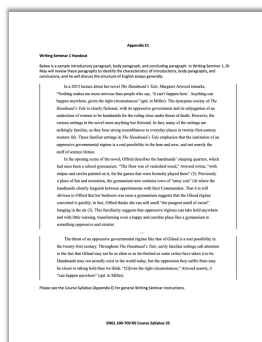 Appendix E1
Writing Seminar 1 Handout
Below is a sample introductory paragraph, body paragraph, and concluding paragraph. In Writing Seminar 1, Dr
May will review these paragraphs to identify the characteristics of introductions, body paragraphs, and
conclusions, and he will discuss the structure of English essays generally.
In a 2015 lecture about her novel The Handmaid's Tale, Margaret Atwood remarks,
"Nothing makes me more nervous than people who say, 'It can't happen here.' Anything can
happen anywhere, given the right circumstances" (qtd. in Miller). The dystopian society of The
Handmaid's Tale is clearly fictional, with its oppressive government and its subjugation of an
underclass of women to be handmaids for the ruling class under threat of death. However, the
various settings in the novel seem anything but fictional. In fact, many of the settings are
strikingly familiar, as they bear strong resemblances to everyday places in twenty-first-century
western life. These familiar settings in The Handmaid's Tale emphasize that the institution of an
oppressive governmental regime is a real possibility in the here and now, and not merely the
stuff of science fiction.
In the opening scene of the novel, Offred describes the handmaids' sleeping quarters, which
had once been a school gymnasium. "The floor was of varnished wood," Atwood writes, "with
stripes and circles painted on it, for the games that were formerly played there" (3). Previously
a place of fun and recreation, the gymnasium now contains rows of "army cots" (4) where the
handmaids silently languish between appointments with their Commanders. That it is still
obvious to Offred that her bedroom was once a gymnasium suggests that the Gilead regime
converted it quickly; in fact, Offred thinks she can still smell "the pungent smell of sweat"
hanging in the air (3). This familiarity suggests that oppressive regimes can take hold anywhere
and with little warning, transforming even a happy and carefree place like a gymnasium to
something oppressive and sinister.
The threat of an oppressive governmental regime like that of Gilead is a real possibility in
the twenty-first century. Throughout The Handmaid's Tale, eerily familiar settings call attention
to the fact that Gilead may not be as alien or as far-fetched as some critics have taken it to be.
Handmaids may not actually exist in the world today, but the oppression they suffer from may
be closer to taking hold than we think. "[G]iven the right circumstances," Atwood asserts, it
"can happen anywhere" (qtd. in Miller).
Please see the Course Syllabus (Appendix E) for general Writing Seminar instructions.
ENGL 100-700 NS Course Syllabus 35